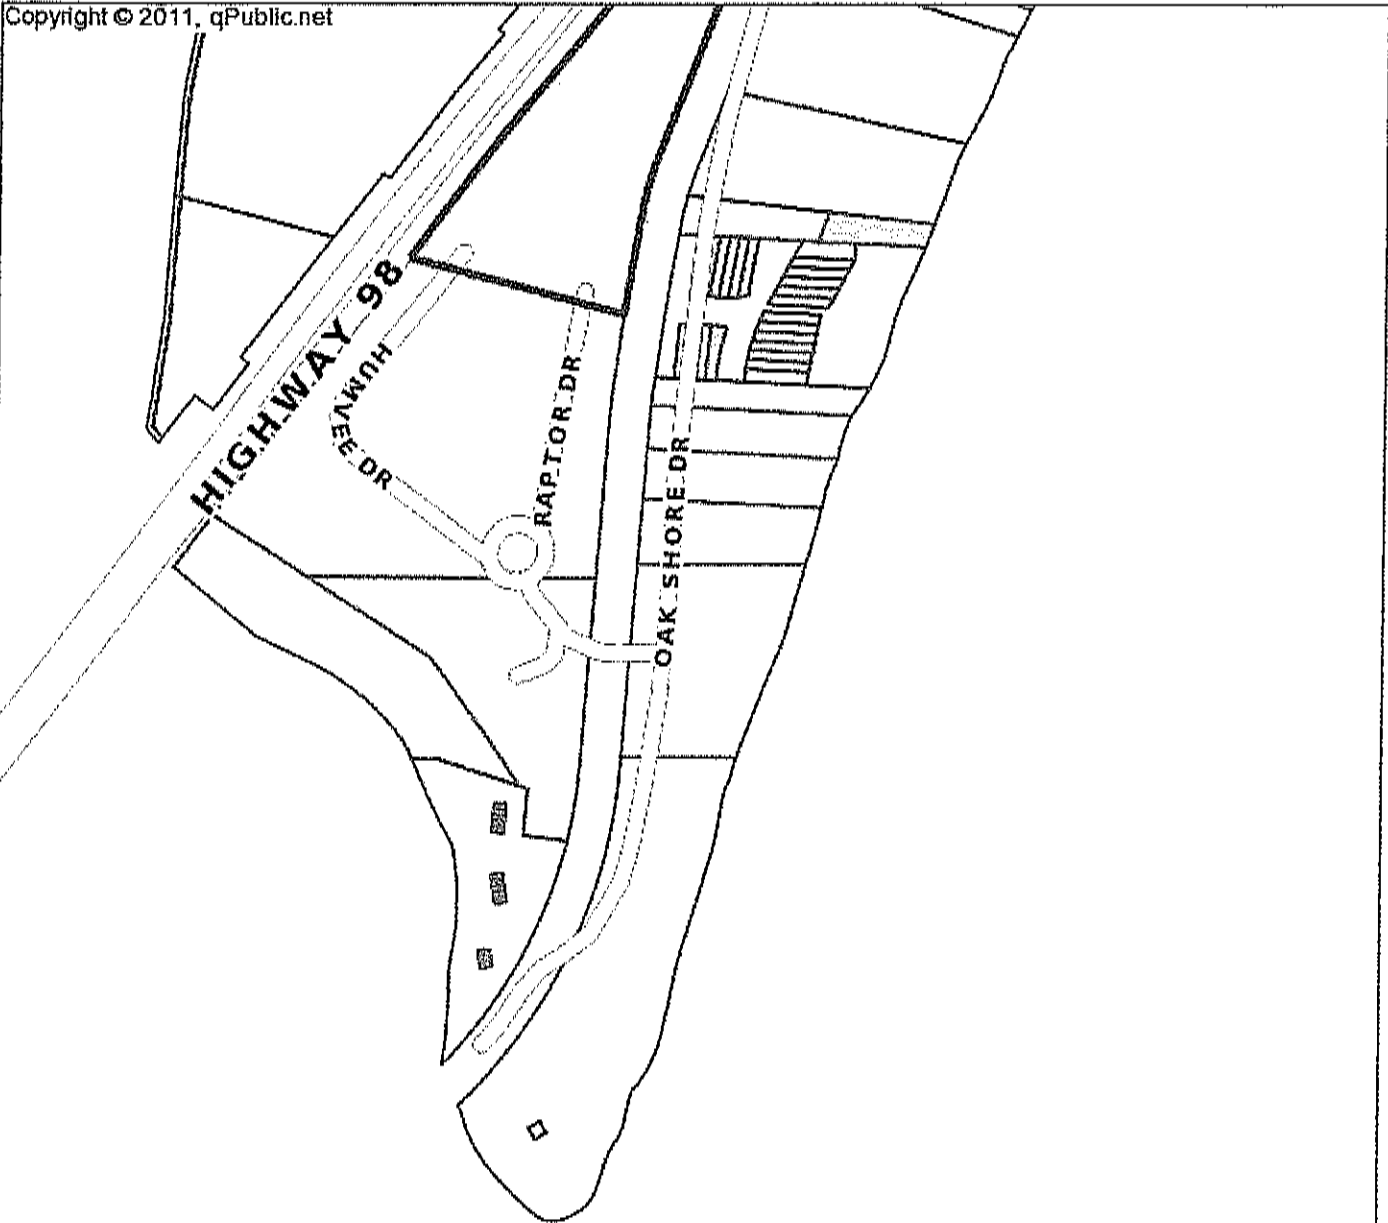 Copyright © 2011, qPublic.net
HIGHWAY 98
HUMVEE DR
RAPTOR DR
OAK SHORE DR